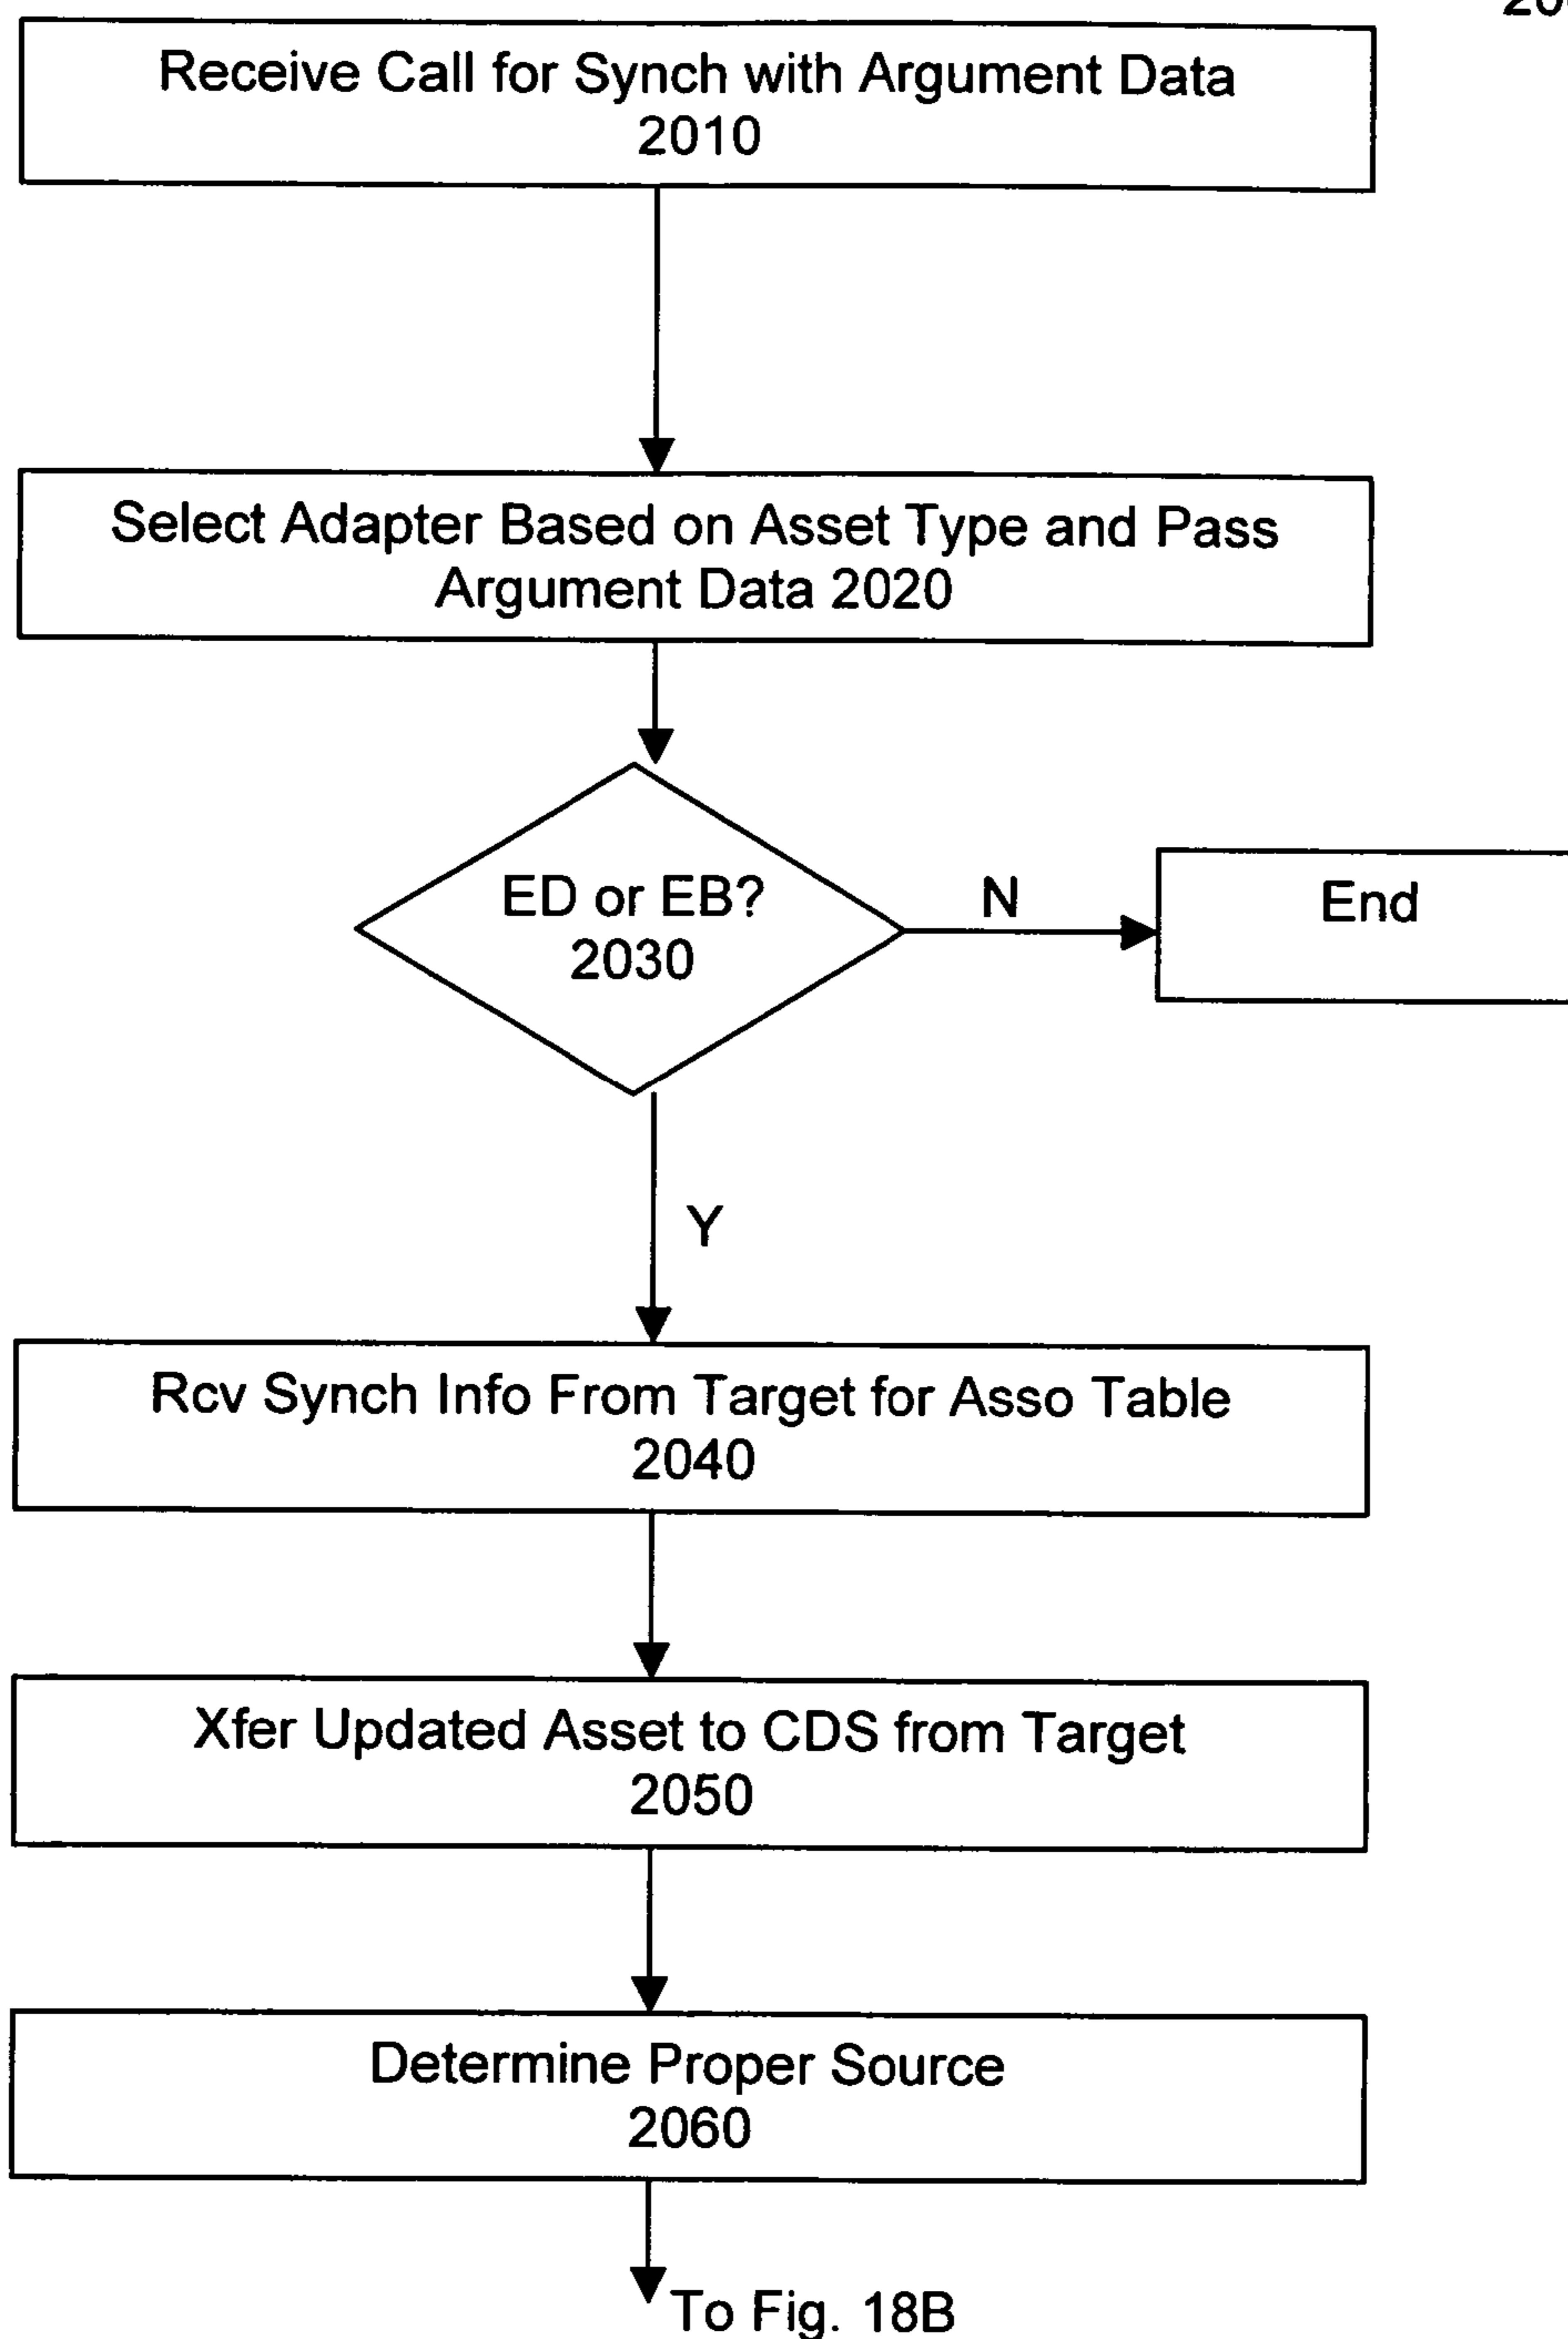 Receive Call for Synch with Argument Data
2010
Select Adapter Based on Asset Type and Pass
Argument Data 2020
ED or EB?
2030
N
End
Y
Rcv Synch Info From Target for Asso Table
2040
Xfer Updated Asset to CDS from Target
2050
Determine Proper Source
2060
To Fig. 18B